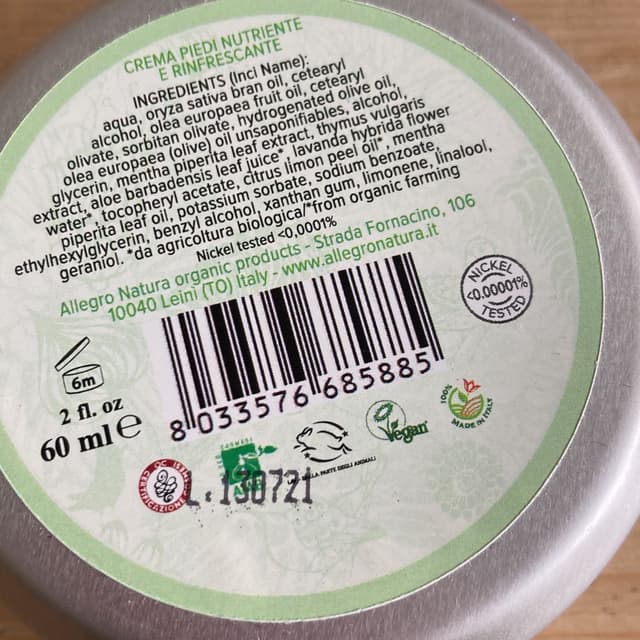 CREMA PIEDI NUTRIENTE
E RINFRESCANTE
INGREDIENTS (Inci Name):
aqua, oryza sativa bran oil, cetearyl
alcohol, olea europaea fruit oil, cetearyl
olivate, sorbitan olivate, hydrogenated olive oil,
olea europaea (olive) oil unsaponifiables, alcohol,
glycerin, mentha piperita leaf extract, thymus vulgaris
extract, aloe barbadensis leaf juice*, lavanda hybrida flower
water*, tocopheryl acetate, citrus limon peel oil*, mentha
piperita leaf oil, potassium sorbate, sodium benzoate,
ethylhexylglycerin, benzyl alcohol, xanthan gum, limonene, linalool,
geraniol. *da agricoltura biologica/*from organic farming
Nickel tested <0,0001%
Allegro Natura organic products - Strada Fornacino, 106
10040 Leinì (TO) Italy - www.allegronatura.it
NICKEL
<0.00001%
TESTED
6m
2 fl. oz
60 ml e
8 033576 685885
CERTIFICAZIONE
DALLA PARTE DEGLI ANIMALI
Vegan
100%
MADE IN ITALY
L.130721